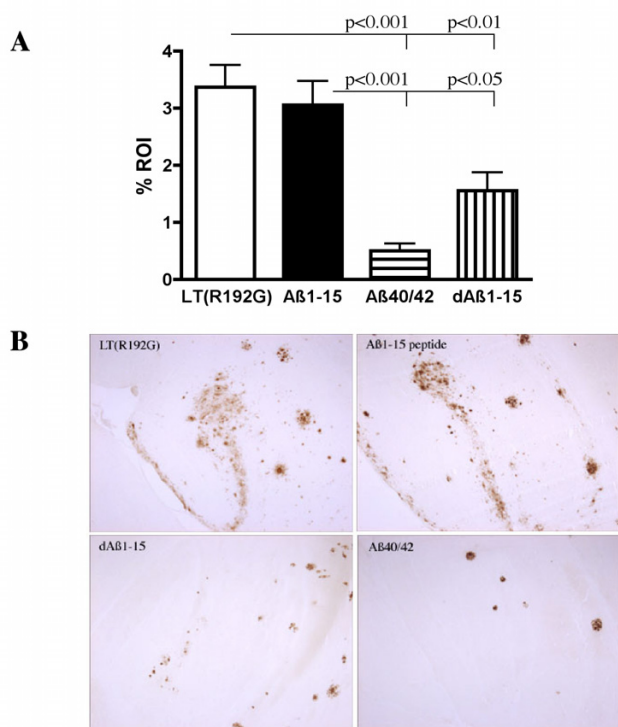 A
p<0.001 p<0.01
p<0.001 p<0.05
4
3
2
1
0
% ROI
LT(R192G) Aß1-15 Aß40/42 dAß1-15
B
LT(R192G) Aß1-15 peptide
dAß1-15 Aß40/42